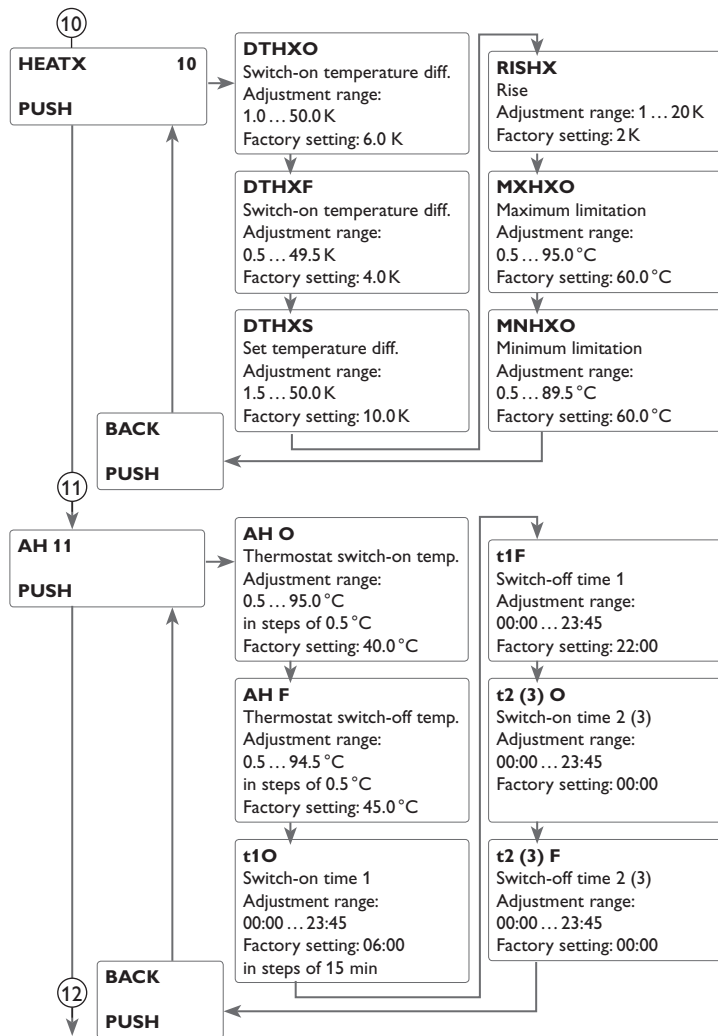 10
HEATX 10
PUSH
DTHXO
Switch-on temperature diff.
Adjustment range:
1.0 … 50.0 K
Factory setting: 6.0 K
DTHXF
Switch-on temperature diff.
Adjustment range:
0.5 … 49.5 K
Factory setting: 4.0 K
DTHXS
Set temperature diff.
Adjustment range:
1.5 … 50.0 K
Factory setting: 10.0 K
RISHX
Rise
Adjustment range: 1 … 20 K
Factory setting: 2 K
MXHXO
Maximum limitation
Adjustment range:
0.5 … 95.0 °C
Factory setting: 60.0 °C
MNHXO
Minimum limitation
Adjustment range:
0.5 … 89.5 °C
Factory setting: 60.0 °C
BACK
PUSH
11
AH 11
PUSH
AH O
Thermostat switch-on temp.
Adjustment range:
0.5 … 95.0 °C
in steps of 0.5 °C
Factory setting: 40.0 °C
AH F
Thermostat switch-off temp.
Adjustment range:
0.5 … 94.5 °C
in steps of 0.5 °C
Factory setting: 45.0 °C
t1O
Switch-on time 1
Adjustment range:
00:00 … 23:45
Factory setting: 06:00
in steps of 15 min
t1F
Switch-off time 1
Adjustment range:
00:00 … 23:45
Factory setting: 22:00
t2 (3) O
Switch-on time 2 (3)
Adjustment range:
00:00 … 23:45
Factory setting: 00:00
t2 (3) F
Switch-off time 2 (3)
Adjustment range:
00:00 … 23:45
Factory setting: 00:00
BACK
PUSH
12